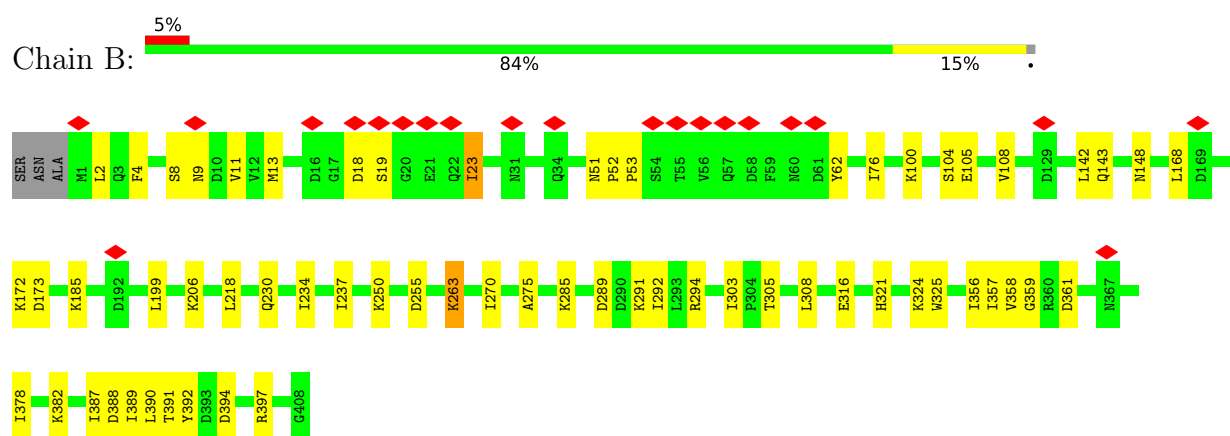 5%
Chain B:
84% 15% •
SER ASN ALA M1 L2 Q3 F4 S8 N9 D10 V11 V12 M13 D16 G17 D18 S19 G20 E21 Q22 I23 N31 Q34 N51 P52 P53 S54 T55 V56 Q57 D58 F59 N60 D61 Y62 I76 K100 S104 E105 V108 D129 L142 Q143 N148 L168 D169
K172 D173 K185 D192 L199 K206 L218 Q230 I234 I237 K250 D255 K263 I270 A275 K285 D289 D290 K291 I292 L293 R294 I303 P304 T305 L308 E316 H321 K324 W325 I356 I357 V358 G359 R360 D361 N367
I378 K382 I387 D388 I389 L390 T391 Y392 D393 D394 R397 G408